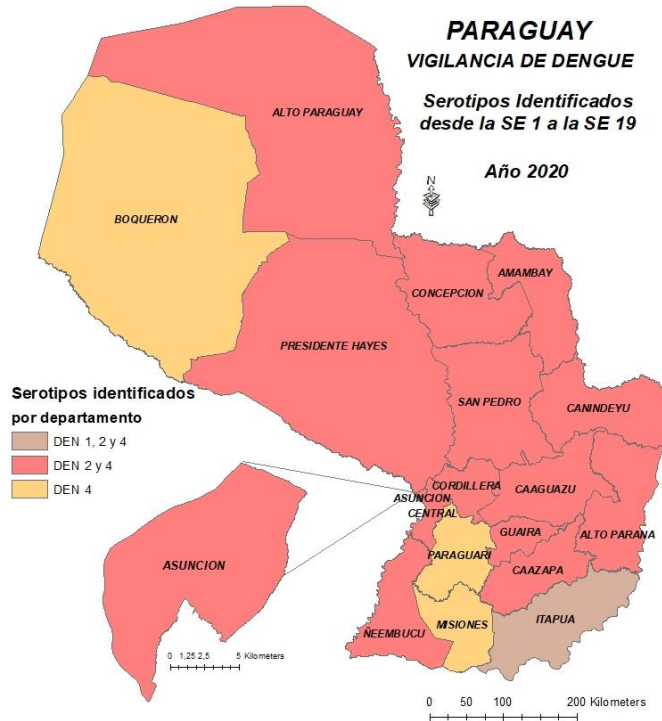 PARAGUAY
VIGILANCIA DE DENGUE
Serotipos Identificados
desde la SE 1 a la SE 19
Año 2020
N
ALTO PARAGUAY
BOQUERON
AMAMBAY
CONCEPCION
PRESIDENTE HAYES
SAN PEDRO
CANINDEYU
Serotipos identificados
por departamento
DEN 1, 2 y 4
DEN 2 y 4
DEN 4
CORDILLERA
CAAGUAZU
ASUNCION
CENTRAL
GUAIRA
ALTO PARANA
PARAGUARI
CAAZAPA
ASUNCION
ITAPUA
MISIONES
ÑEEMBUCU
0 1,25 2,5 5 Kilometers
0 50 100 200 Kilometers